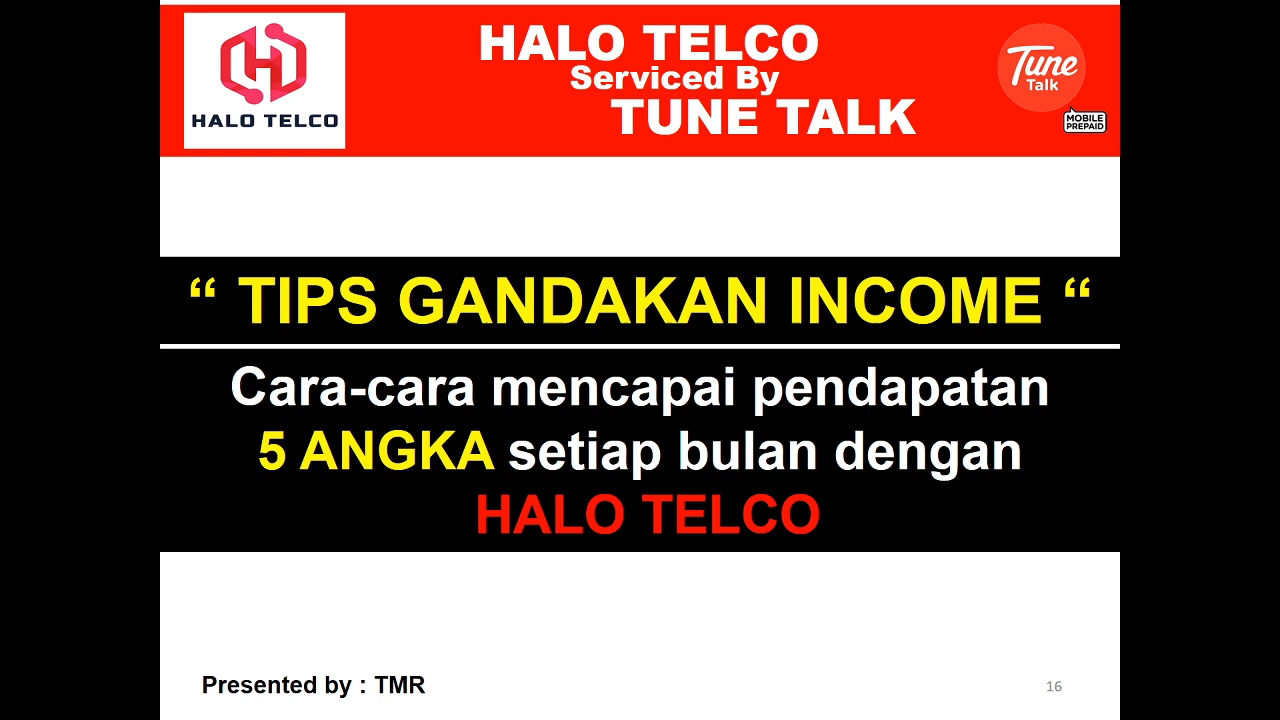 HALO TELCO
HALO TELCO
Serviced By
TUNE TALK
Tune
Talk
MOBILE
PREPAID
“ TIPS GANDAKAN INCOME “
Cara-cara mencapai pendapatan
5 ANGKA setiap bulan dengan
HALO TELCO
Presented by : TMR
16